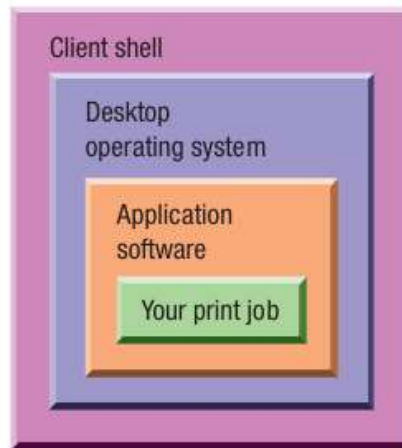 Client shell
Desktop
operating system
Application
software
Your print job